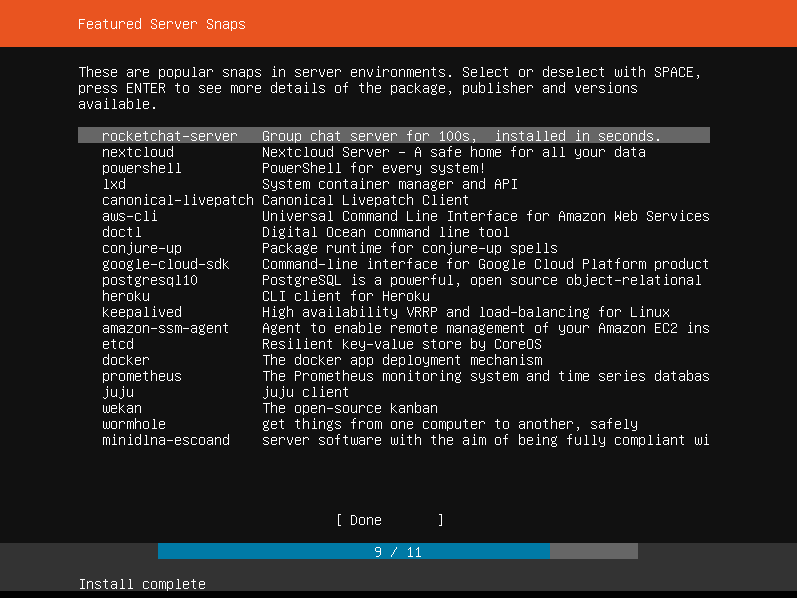 Featured Server Snaps
These are popular snaps in server environments. Select or deselect with SPACE,
press ENTER to see more details of the package, publisher and versions
available.
rocketchat-server Group chat server for 100s, installed in seconds.
nextcloud Nextcloud Server - A safe home for all your data
powershell PowerShell for every system!
lxd System container manager and API
canonical-livepatch Canonical Livepatch Client
aws-cli Universal Command Line Interface for Amazon Web Services
doctl Digital Ocean command line tool
conjure-up Package runtime for conjure-up spells
google-cloud-sdk Command-line interface for Google Cloud Platform product
postgresql10 PostgreSQL is a powerful, open source object-relational
heroku CLI client for Heroku
keepalived High availability VRRP and load-balancing for Linux
amazon-ssm-agent Agent to enable remote management of your Amazon EC2 ins
etcd Resilient key-value store by CoreOS
docker The docker app deployment mechanism
prometheus The Prometheus monitoring system and time series databas
juju juju client
wekan The open-source kanban
wormhole get things from one computer to another, safely
minidlna-escoand server software with the aim of being fully compliant wi
[ Done ]
9 / 11
Install complete